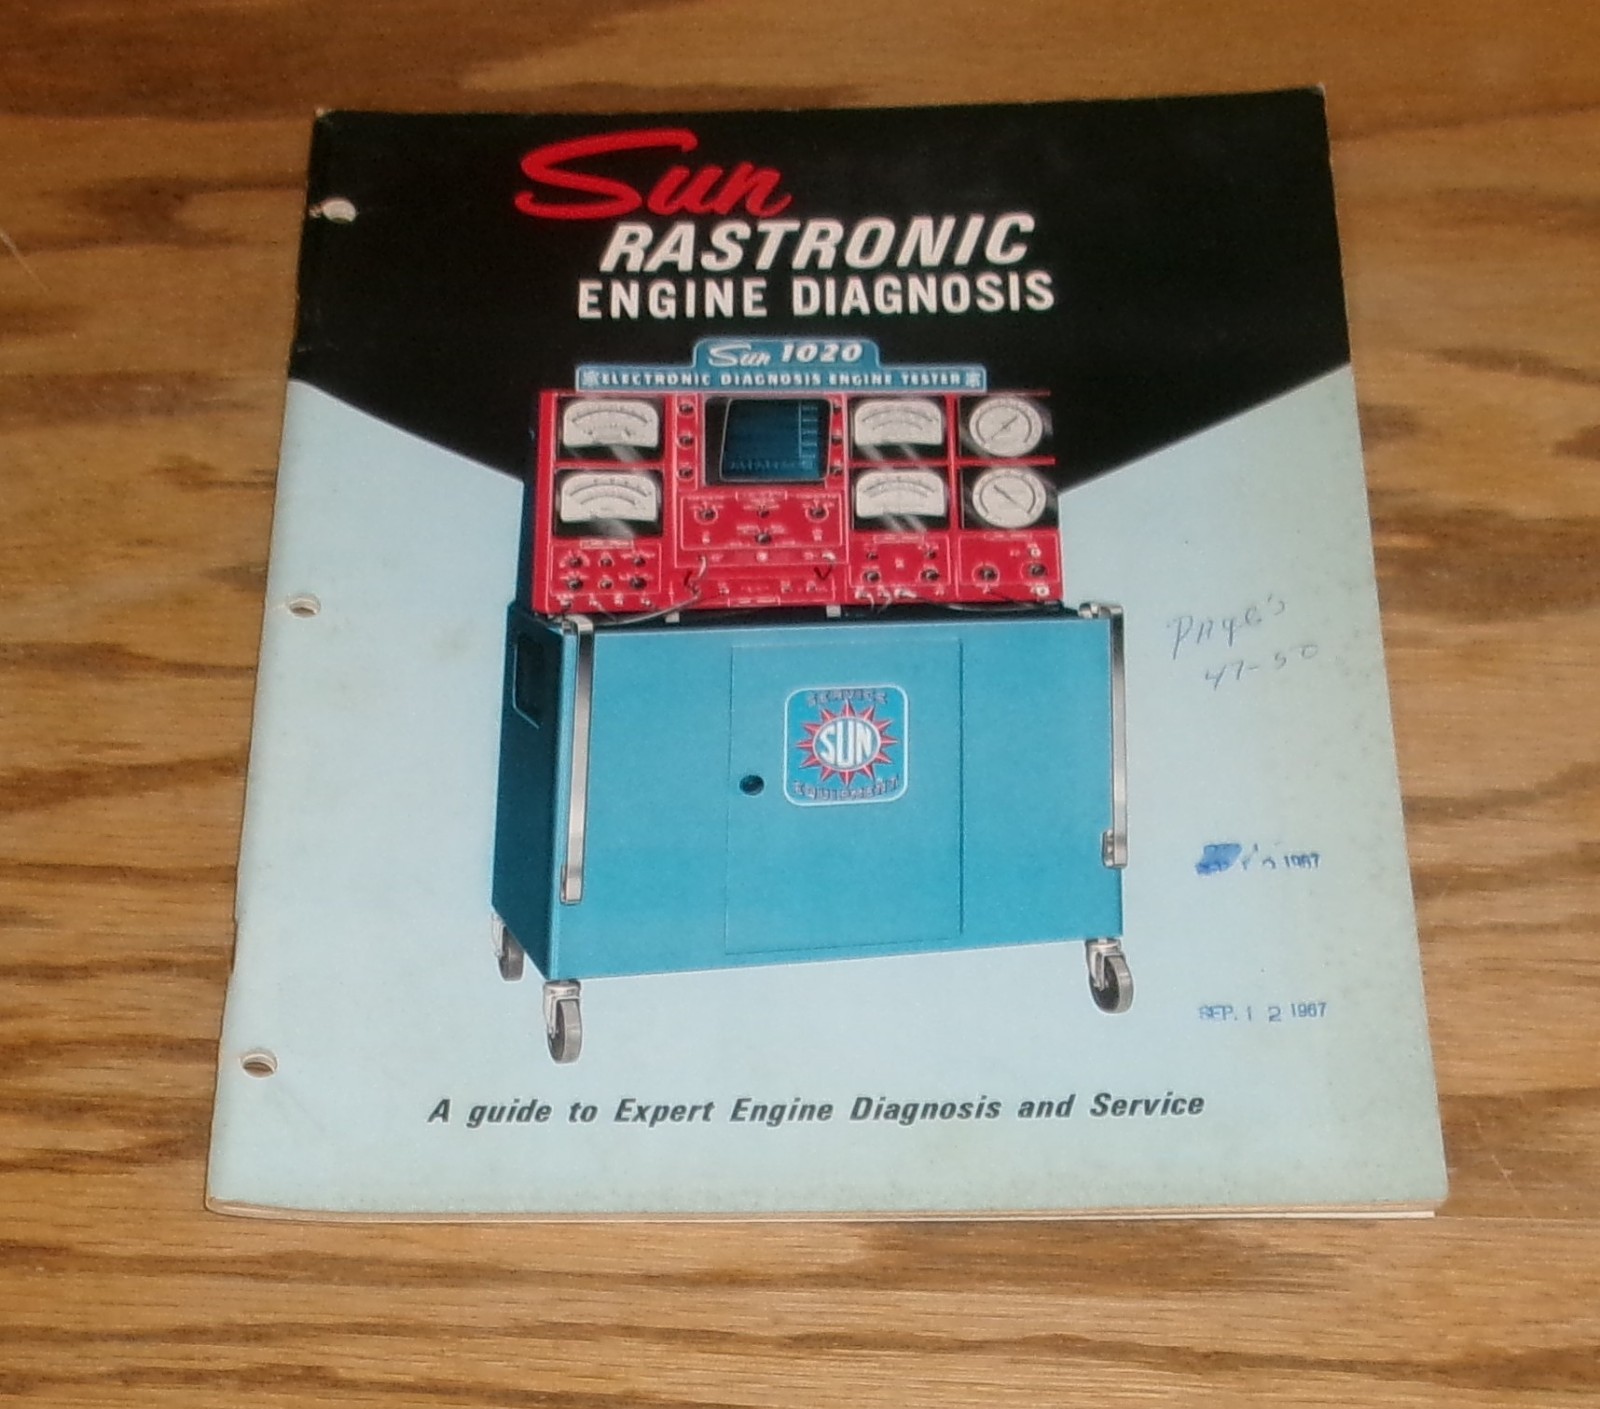 Sun
RASTRONIC
ENGINE DIAGNOSIS
Sun 1020
ELECTRONIC DIAGNOSIS ENGINE TESTER
SERVICE
SUN
EQUIPMENT
PAYE'S
47-50
1967
SEP. 1 2 1967
A guide to Expert Engine Diagnosis and Service